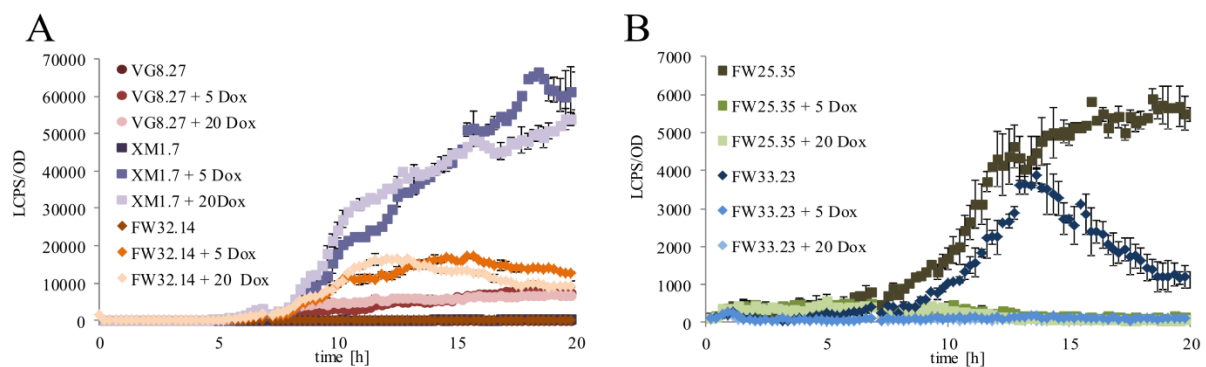 A
LCPS/OD
70000
60000
50000
40000
30000
20000
10000
0
VG8.27
VG8.27 + 5 Dox
VG8.27 + 20 Dox
XM1.7
XM1.7 + 5 Dox
XM1.7 + 20Dox
FW32.14
FW32.14 + 5 Dox
FW32.14 + 20 Dox
0 5 10 15 20
time [h]
B
LCPS/OD
7000
6000
5000
4000
3000
2000
1000
0
FW25.35
FW25.35 + 5 Dox
FW25.35 + 20 Dox
FW33.23
FW33.23 + 5 Dox
FW33.23 + 20 Dox
0 5 10 15 20
time [h]